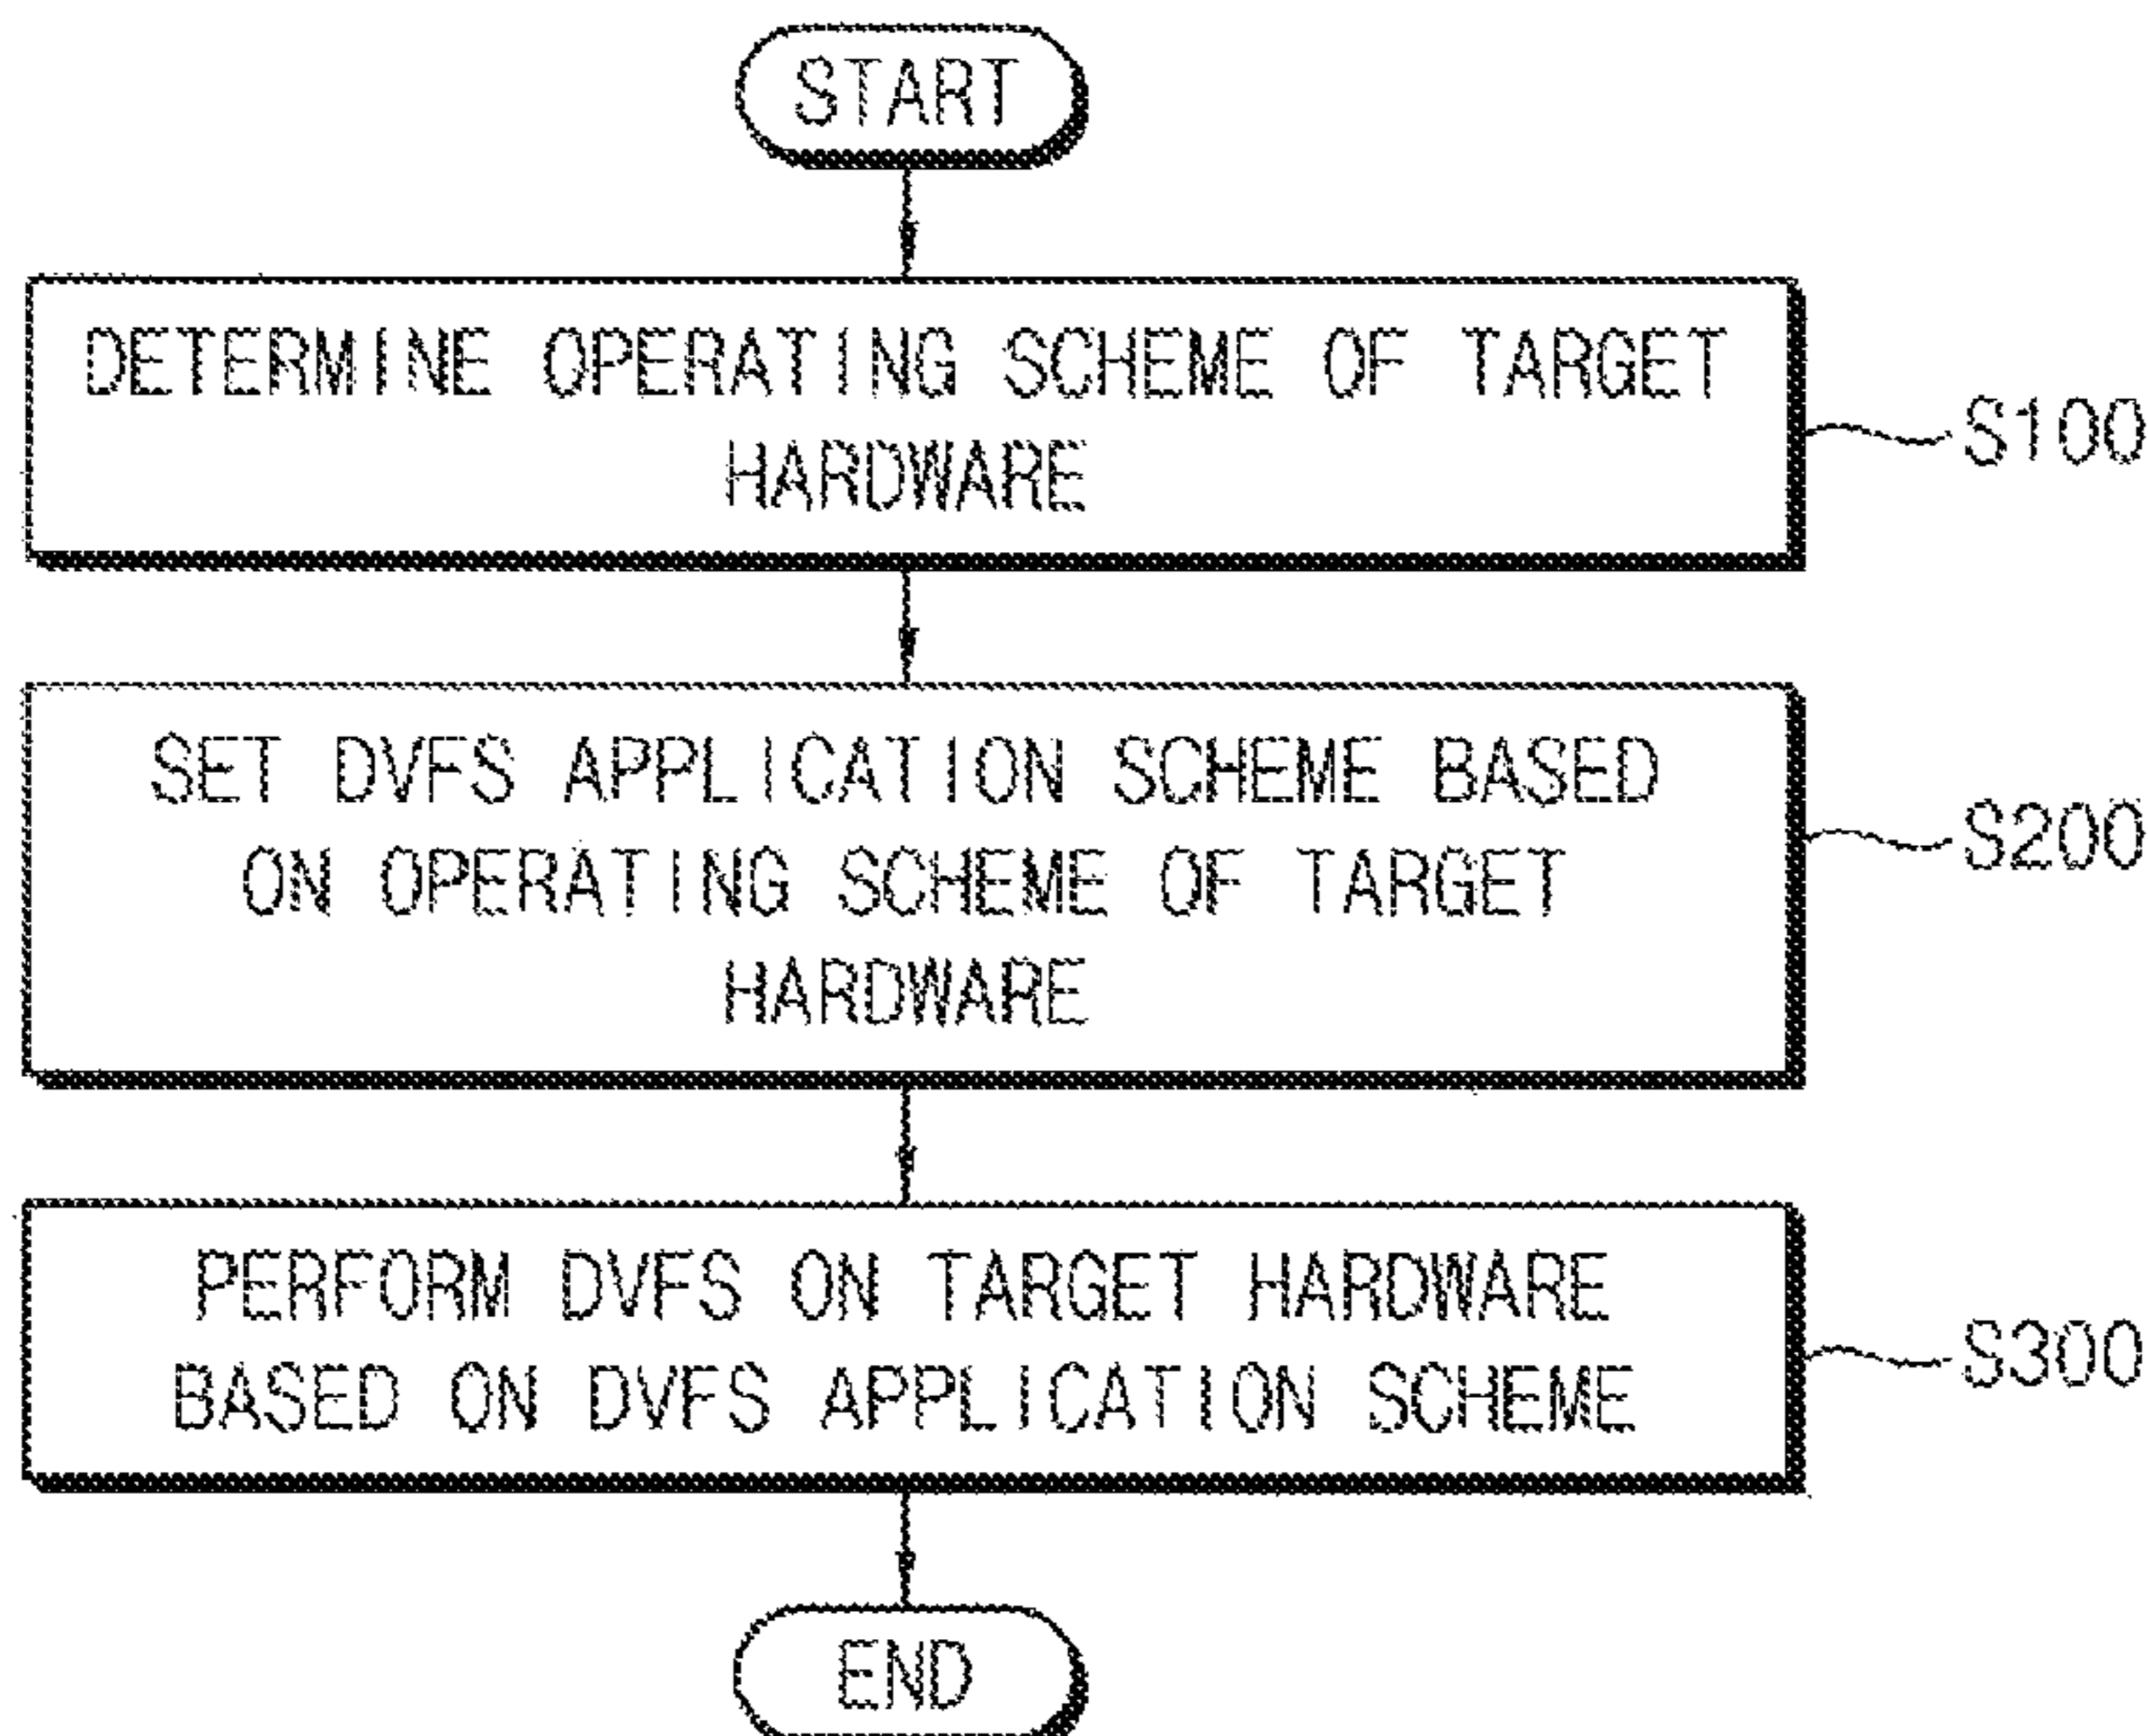 START
DETERMINE OPERATING SCHEME OF TARGET
HARDWARE
S100
SET DVFS APPLICATION SCHEME BASED
ON OPERATING SCHEME OF TARGET
HARDWARE
S200
PERFORM DVFS ON TARGET HARDWARE
BASED ON DVFS APPLICATION SCHEME
S300
END